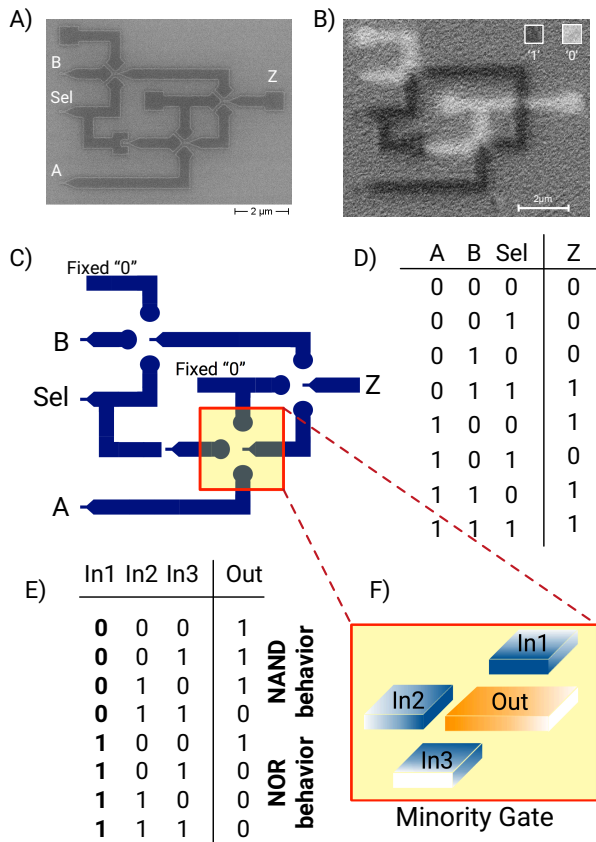 A)
B
Sel
A
Z
2 µm
B)
'1'
'0'
2µm
C)
Fixed “0”
B
Fixed “0”
Sel
Z
A
D)
A B Sel Z
0 0 0 0
0 0 1 0
0 1 0 0
0 1 1 1
1 0 0 1
1 0 1 0
1 1 0 1
1 1 1 1
E)
In1 In2 In3 Out
0 0 0 1
0 0 1 1
0 1 0 1
0 1 1 0
1 0 0 1
1 0 1 0
1 1 0 0
1 1 1 0
NAND
behavior
NOR
behavior
F)
In1
In2
Out
In3
Minority Gate